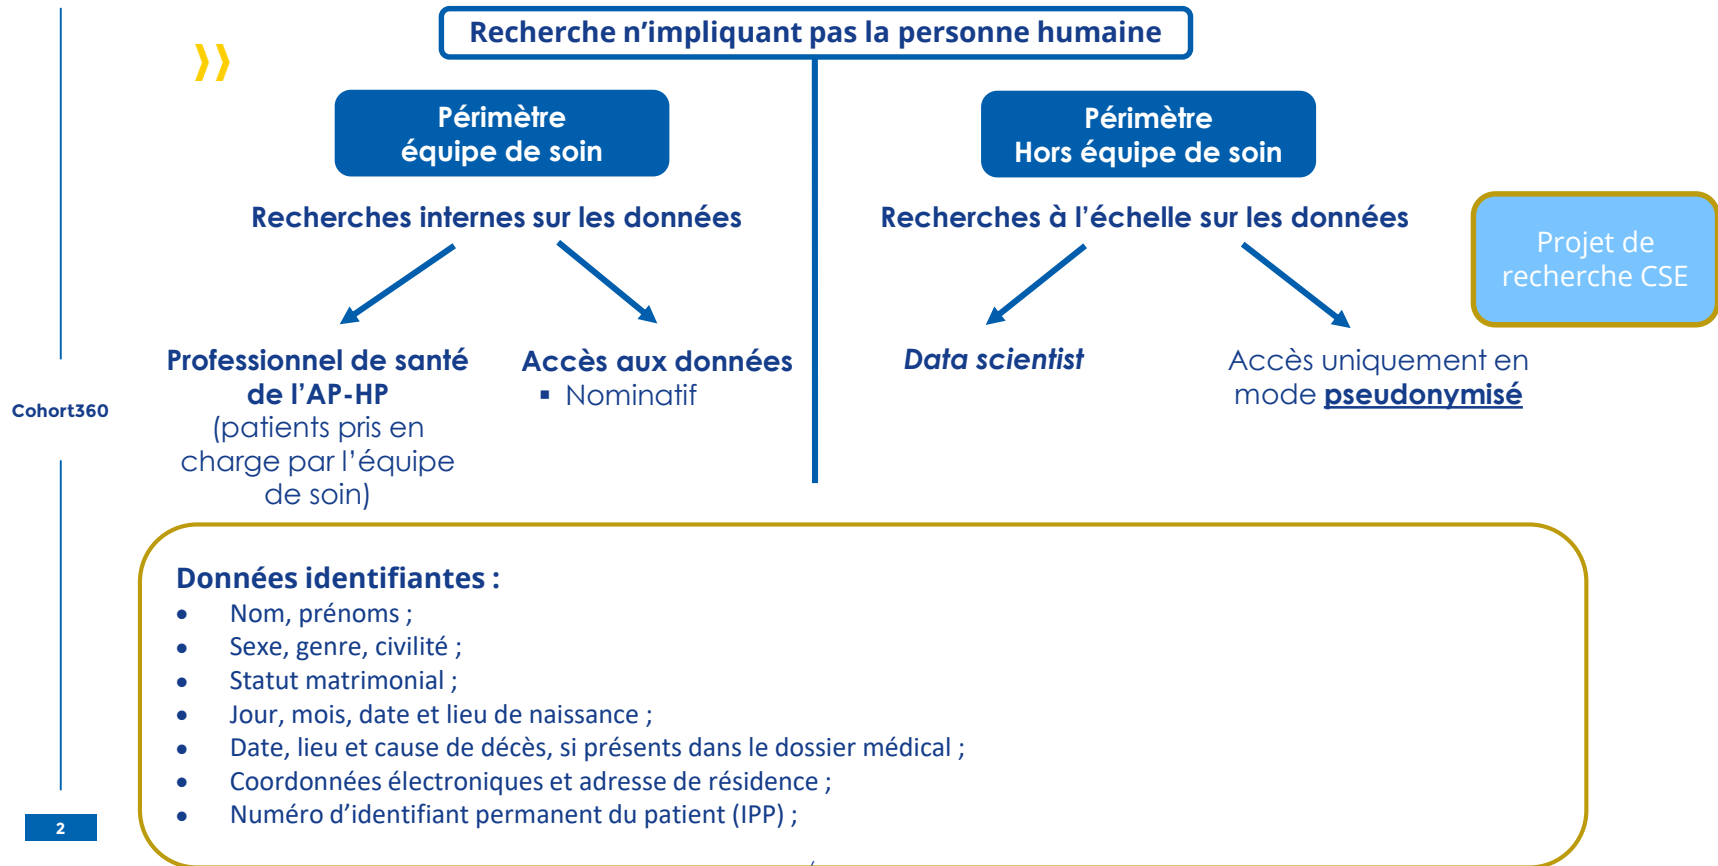 Recherche n’impliquant pas la personne humaine
Périmètre
équipe de soin
Recherches internes sur les données
Professionnel de santé
de l’AP-HP
(patients pris en
charge par l’équipe
de soin)
Accès aux données
▪ Nominatif
Périmètre
Hors équipe de soin
Recherches à l’échelle sur les données
Data scientist
Accès uniquement en
mode pseudonymisé
Projet de
recherche CSE
Cohort360
Données identifiantes :
• Nom, prénoms ;
• Sexe, genre, civilité ;
• Statut matrimonial ;
• Jour, mois, date et lieu de naissance ;
• Date, lieu et cause de décès, si présents dans le dossier médical ;
• Coordonnées électroniques et adresse de résidence ;
• Numéro d’identifiant permanent du patient (IPP) ;
2